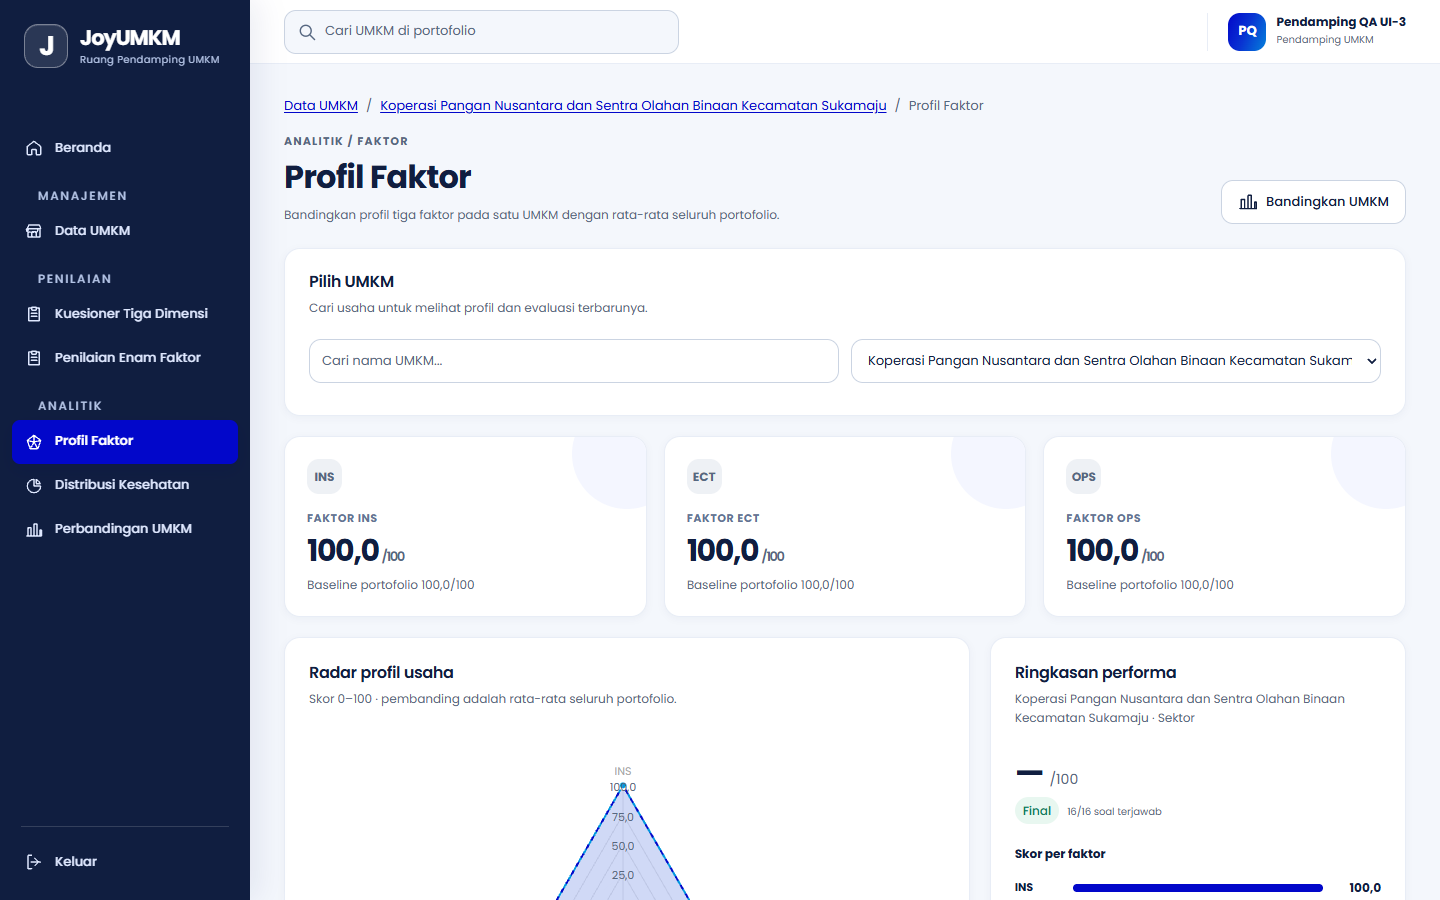 J
JoyUMKM
Ruang Pendamping UMKM
Cari UMKM di portofolio
PQ
Pendamping QA UI-3
Pendamping UMKM
Beranda
MANAJEMEN
Data UMKM
PENILAIAN
Kuesioner Tiga Dimensi
Penilaian Enam Faktor
ANALITIK
Profil Faktor
Distribusi Kesehatan
Perbandingan UMKM
Keluar
Data UMKM / Koperasi Pangan Nusantara dan Sentra Olahan Binaan Kecamatan Sukamaju / Profil Faktor
ANALITIK / FAKTOR
Profil Faktor
Bandingkan profil tiga faktor pada satu UMKM dengan rata-rata seluruh portofolio.
Bandingkan UMKM
Pilih UMKM
Cari usaha untuk melihat profil dan evaluasi terbarunya.
Cari nama UMKM...
Koperasi Pangan Nusantara dan Sentra Olahan Binaan Kecamatan Sukam
INS
FAKTOR INS
100,0 /100
Baseline portofolio 100,0/100
ECT
FAKTOR ECT
100,0 /100
Baseline portofolio 100,0/100
OPS
FAKTOR OPS
100,0 /100
Baseline portofolio 100,0/100
Radar profil usaha
Skor 0–100 · pembanding adalah rata-rata seluruh portofolio.
INS
100,0
75,0
50,0
25,0
Ringkasan performa
Koperasi Pangan Nusantara dan Sentra Olahan Binaan
Kecamatan Sukamaju · Sektor
— /100
Final 16/16 soal terjawab
Skor per faktor
INS 100,0